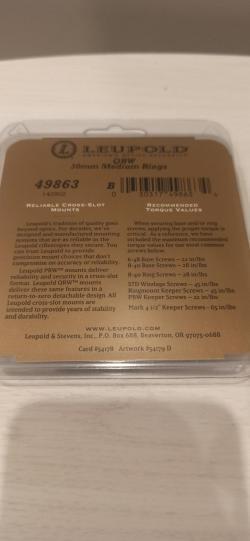 LEUPOLD
QRW
30mm Medium Rings
49863
B
Reliable Cross-Slot
Mounts
Leupold's tradition of quality goes
beyond optics. For decades, we've
designed and manufactured mounting
systems that are as reliable as the
Leupold riflescopes they secure. You
can trust Leupold to provide
precision mount choices that don't
compromise on accuracy or reliability.
Leupold PRW™ mounts deliver
reliability and security in a cross-slot
format. Leupold QRW™ mounts
deliver these same features in a
return-to-zero detachable design. All
Leupold cross-slot mounts are
intended to provide years of stability
and durability.
Recommended
Torque Values
When mounting base and/or ring
screws, applying the proper torque is
critical. As a reference, we have
included the maximum recommended
torque values for our most common
screws below.
6-48 Base Screws – 22 in/lbs
8-40 Base Screws – 28 in/lbs
8-40 Ring Screws – 28 in/lbs
STD Windage Screws – 45 in/lbs
Ringmount Keeper Screws – 45 in/lbs
PRW Keeper Screws – 22 in/lbs
Mark 4 1/2" Keeper Screws – 65 in/lbs
WWW.LEUPOLD.COM
Leupold & Stevens, Inc., P.O. Box 688, Beaverton, OR 97075-0688
Card #54178 Artwork #54179 D